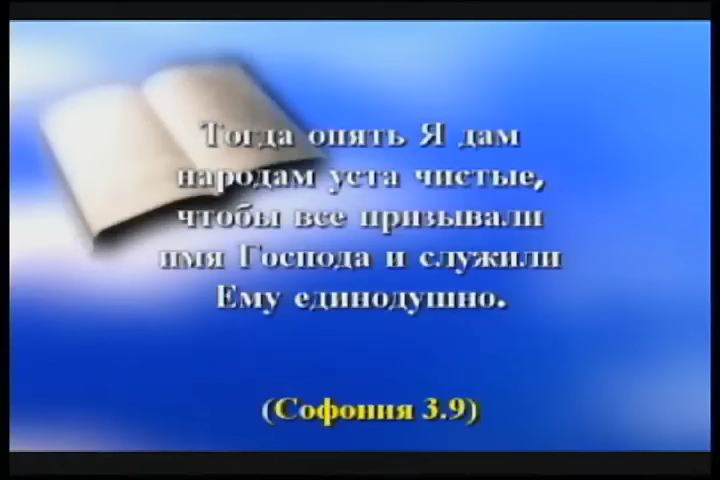 Тогда опять Я дам
народам уста чистые,
чтобы все призывали
имя Господа и служили
Ему единодушно.
(Софония 3.9)